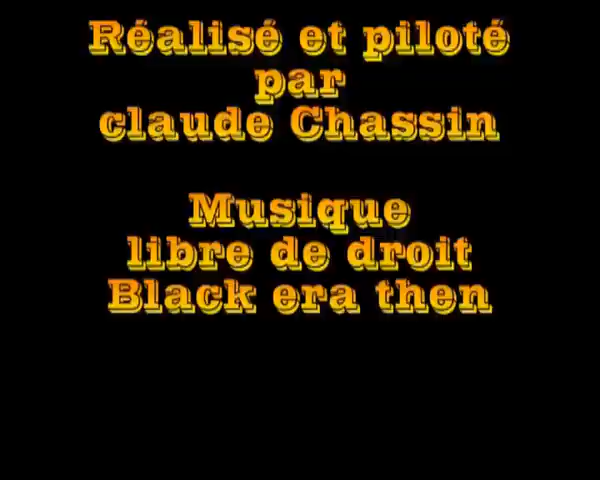 Réalisé et piloté
par
claude Chassin
Musique
libre de droit
Black era then